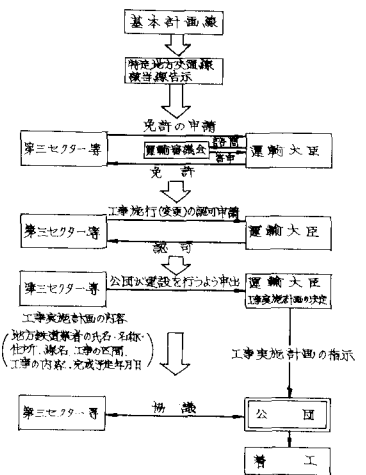 基本計画線
特定地方交通線
該当線告示
免許の申請
諮問
第三セクター等
運輸審議会
運輸大臣
答申
免許
工事施行(変更)の認可申請
第三セクター等
運輸大臣
認可
公団が建設を行うよう申出
第三セクター等
運輸大臣
工事実施計画の決定
工事実施計画の内容
地方鉄道業者の氏名・名称・
住所、線名、工事の区間、
工事の内容、完成予定年月日
工事実施計画の指示
第三セクター等
協議
公団
着工